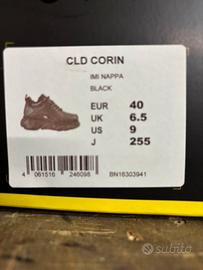 CLD CORIN
IMI NAPPA
BLACK
EUR 40
UK 6.5
US 9
J 255
4 061516 246098
BN16303941
subito